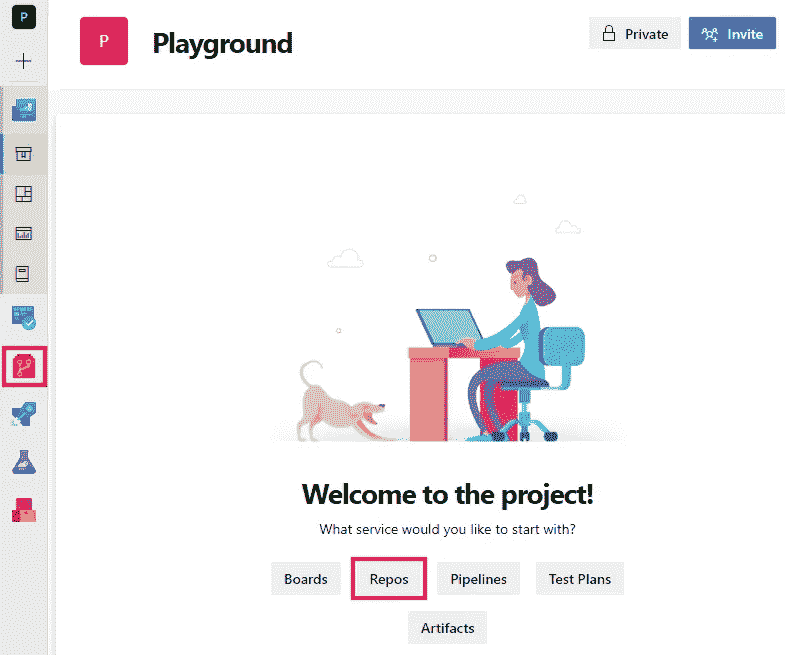 P
P
Playground
Private
Invite
Welcome to the project!
What service would you like to start with?
Boards
Repos
Pipelines
Test Plans
Artifacts